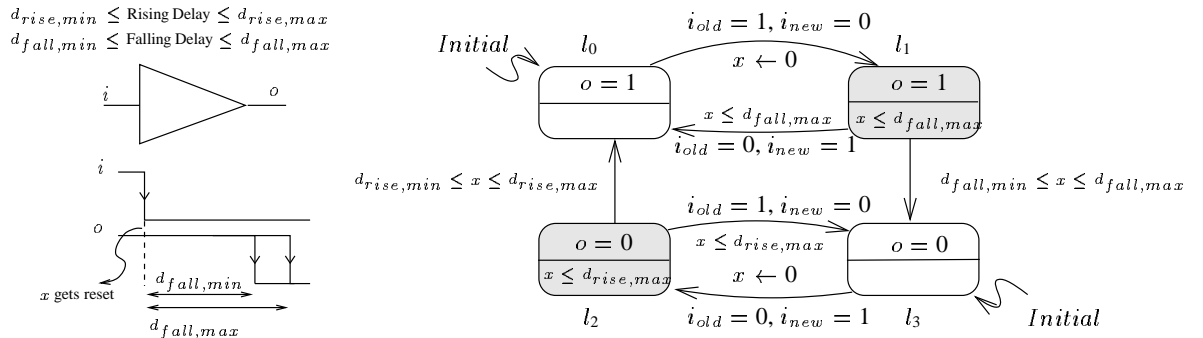 d_{rise,min} ≤ Rising Delay ≤ d_{rise,max}
d_{fall,min} ≤ Falling Delay ≤ d_{fall,max}
i
o
i
o
x gets reset
d_{fall,min}
d_{fall,max}
i_{old} = 1, i_{new} = 0
Initial
l_0
l_1
x ← 0
o = 1
o = 1
x ≤ d_{fall,max}
x ≤ d_{fall,max}
i_{old} = 0, i_{new} = 1
d_{rise,min} ≤ x ≤ d_{rise,max}
d_{fall,min} ≤ x ≤ d_{fall,max}
i_{old} = 1, i_{new} = 0
o = 0
x ≤ d_{rise,max}
o = 0
x ≤ d_{rise,max}
x ← 0
l_2
i_{old} = 0, i_{new} = 1
l_3
Initial